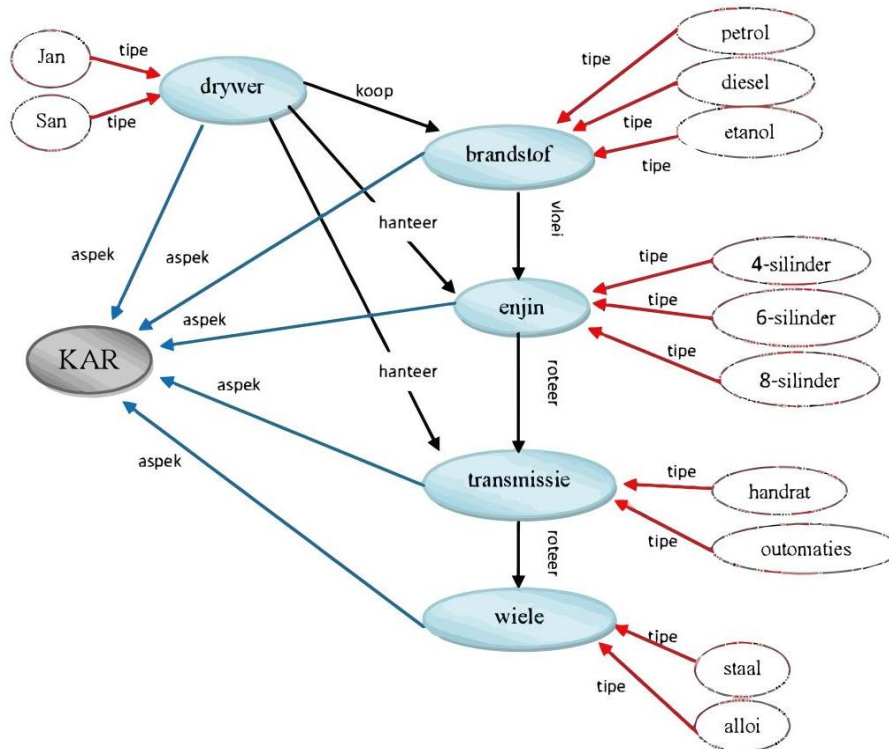 Jan
tipe
San
tipe
drywer
koop
petrol
tipe
diesel
tipe
etanol
tipe
brandstof
vloei
hanteer
aspek
aspek
tipe
4-silinder
enjin
tipe
6-silinder
aspek
tipe
8-silinder
KAR
roteer
hanteer
aspek
aspek
transmissie
tipe
handrat
tipe
outomaties
roteer
wiele
tipe
staal
tipe
alloi